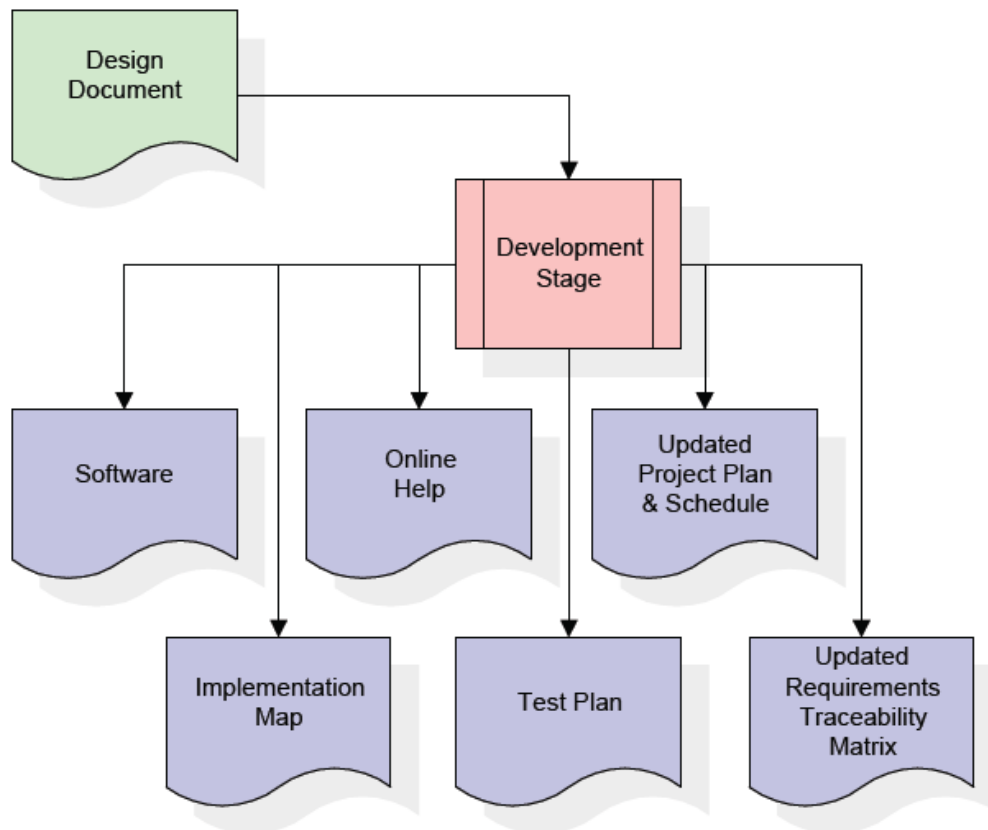 Design
Document
Development
Stage
Software
Online
Help
Updated
Project Plan
& Schedule
Implementation
Map
Test Plan
Updated
Requirements
Traceability
Matrix